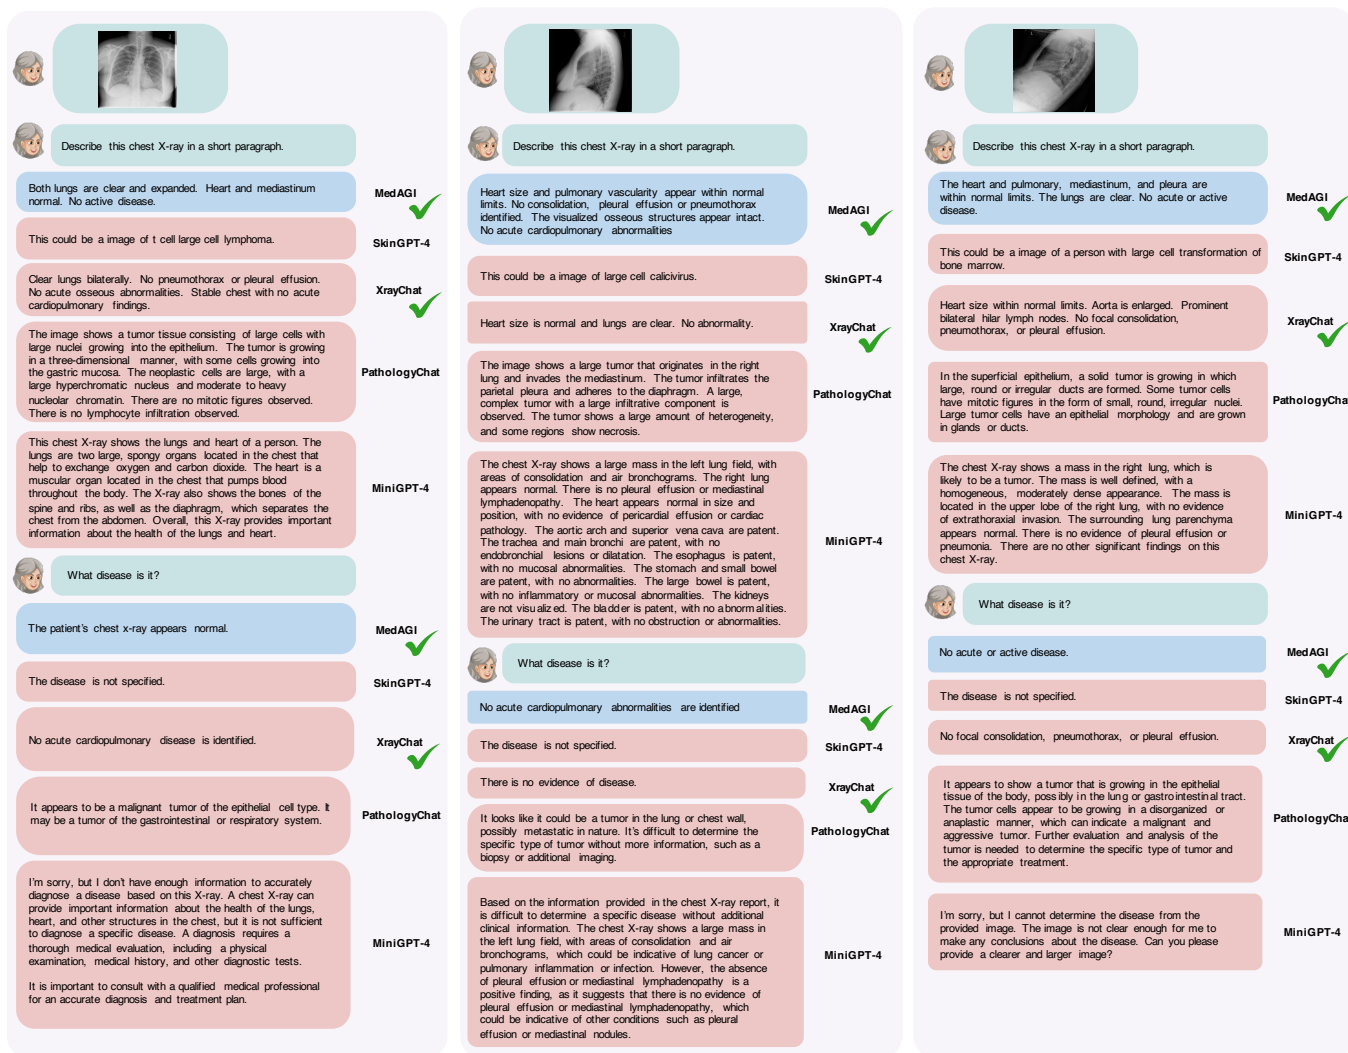 Describe this chest X-ray in a short paragraph.
Both lungs are clear and expanded. Heart and mediastinum
normal. No active disease.
MedAGI
This could be a image of t cell large cell lymphoma.
SkinGPT-4
Clear lungs bilaterally. No pneumothorax or pleural effusion.
No acute osseous abnormalities. Stable chest with no acute
cardiopulmonary findings.
XrayChat
The image shows a tumor tissue consisting of large cells with
large nuclei growing into the epithelium. The tumor is growing
in a three-dimensional manner, with some cells growing into
the gastric mucosa. The neoplastic cells are large, with a
large hyperchromatic nucleus and moderate to heavy
nucleolar chromatin. There are no mitotic figures observed.
There is no lymphocyte infiltration observed.
PathologyChat
This chest X-ray shows the lungs and heart of a person. The
lungs are two large, spongy organs located in the chest that
help to exchange oxygen and carbon dioxide. The heart is a
muscular organ located in the chest that pumps blood
throughout the body. The X-ray also shows the bones of the
spine and ribs, as well as the diaphragm, which separates the
chest from the abdomen. Overall, this X-ray provides important
information about the health of the lungs and heart.
MiniGPT-4
What disease is it?
The patient's chest x-ray appears normal.
MedAGI
The disease is not specified.
SkinGPT-4
No acute cardiopulmonary disease is identified.
XrayChat
It appears to be a malignant tumor of the epithelial cell type. It
may be a tumor of the gastrointestinal or respiratory system.
PathologyChat
I'm sorry, but I don't have enough information to accurately
diagnose a disease based on this X-ray. A chest X-ray can
provide important information about the health of the lungs,
heart, and other structures in the chest, but it is not sufficient
to diagnose a specific disease. A diagnosis requires a
thorough medical evaluation, including a physical
examination, medical history, and other diagnostic tests.
It is important to consult with a qualified medical professional
for an accurate diagnosis and treatment plan.
MiniGPT-4
Describe this chest X-ray in a short paragraph.
Heart size and pulmonary vascularity appear within normal
limits. No consolidation, pleural effusion or pneumothorax
identified. The visualized osseous structures appear intact.
No acute cardiopulmonary abnormalities
MedAGI
This could be a image of large cell calicivirus.
SkinGPT-4
Heart size is normal and lungs are clear. No abnormality.
XrayChat
The image shows a large tumor that originates in the right
lung and invades the mediastinum. The tumor infiltrates the
parietal pleura and adheres to the diaphragm. A large,
complex tumor with a large infiltrative component is
observed. The tumor shows a large amount of heterogeneity,
and some regions show necrosis.
PathologyChat
The chest X-ray shows a large mass in the left lung field, with
areas of consolidation and air bronchograms. The right lung
appears normal. There is no pleural effusion or mediastinal
lymphadenopathy. The heart appears normal in size and
position, with no evidence of pericardial effusion or cardiac
pathology. The aortic arch and superior vena cava are patent.
The trachea and main bronchi are patent, with no
endobronchial lesions or dilatation. The esophagus is patent,
with no mucosal abnormalities. The stomach and small bowel
are patent, with no abnormalities. The large bowel is patent,
with no inflammatory or mucosal abnormalities. The kidneys
are not visualized. The bladder is patent, with no abnormalities.
The urinary tract is patent, with no obstruction or abnormalities.
MiniGPT-4
What disease is it?
No acute cardiopulmonary abnormalities are identified
MedAGI
The disease is not specified.
SkinGPT-4
There is no evidence of disease.
XrayChat
It looks like it could be a tumor in the lung or chest wall,
possibly metastatic in nature. It's difficult to determine the
specific type of tumor without more information, such as a
biopsy or additional imaging.
PathologyChat
Based on the information provided in the chest X-ray report, it
is difficult to determine a specific disease without additional
clinical information. The chest X-ray shows a large mass in
the left lung field, with areas of consolidation and air
bronchograms, which could be indicative of lung cancer or
pulmonary inflammation or infection. However, the absence
of pleural effusion or mediastinal lymphadenopathy is a
positive finding, as it suggests that there is no evidence of
pleural effusion or mediastinal lymphadenopathy, which
could be indicative of other conditions such as pleural
effusion or mediastinal nodules.
MiniGPT-4
Describe this chest X-ray in a short paragraph.
The heart and pulmonary, mediastinum, and pleura are
within normal limits. The lungs are clear. No acute or active
disease.
MedAGI
This could be a image of a person with large cell transformation of
bone marrow.
SkinGPT-4
Heart size within normal limits. Aorta is enlarged. Prominent
bilateral hilar lymph nodes. No focal consolidation,
pneumothorax, or pleural effusion.
XrayChat
In the superficial epithelium, a solid tumor is growing in which
large, round or irregular ducts are formed. Some tumor cells
have mitotic figures in the form of small, round, irregular nuclei.
Large tumor cells have an epithelial morphology and are grown
in glands or ducts.
PathologyCha
The chest X-ray shows a mass in the right lung, which is
likely to be a tumor. The mass is well defined, with a
homogeneous, moderately dense appearance. The mass is
located in the upper lobe of the right lung, with no evidence
of extrathoraxial invasion. The surrounding lung parenchyma
appears normal. There is no evidence of pleural effusion or
pneumonia. There are no other significant findings on this
chest X-ray.
MiniGPT-4
What disease is it?
No acute or active disease.
MedAGI
The disease is not specified.
SkinGPT-4
No focal consolidation, pneumothorax, or pleural effusion.
XrayChat
It appears to show a tumor that is growing in the epithelial
tissue of the body, possibly in the lung or gastrointestinal tract.
The tumor cells appear to be growing in a disorganized or
anaplastic manner, which can indicate a malignant and
aggressive tumor. Further evaluation and analysis of the
tumor is needed to determine the specific type of tumor and
the appropriate treatment.
PathologyCha
I'm sorry, but I cannot determine the disease from the
provided image. The image is not clear enough for me to
make any conclusions about the disease. Can you please
provide a clearer and larger image?
MiniGPT-4